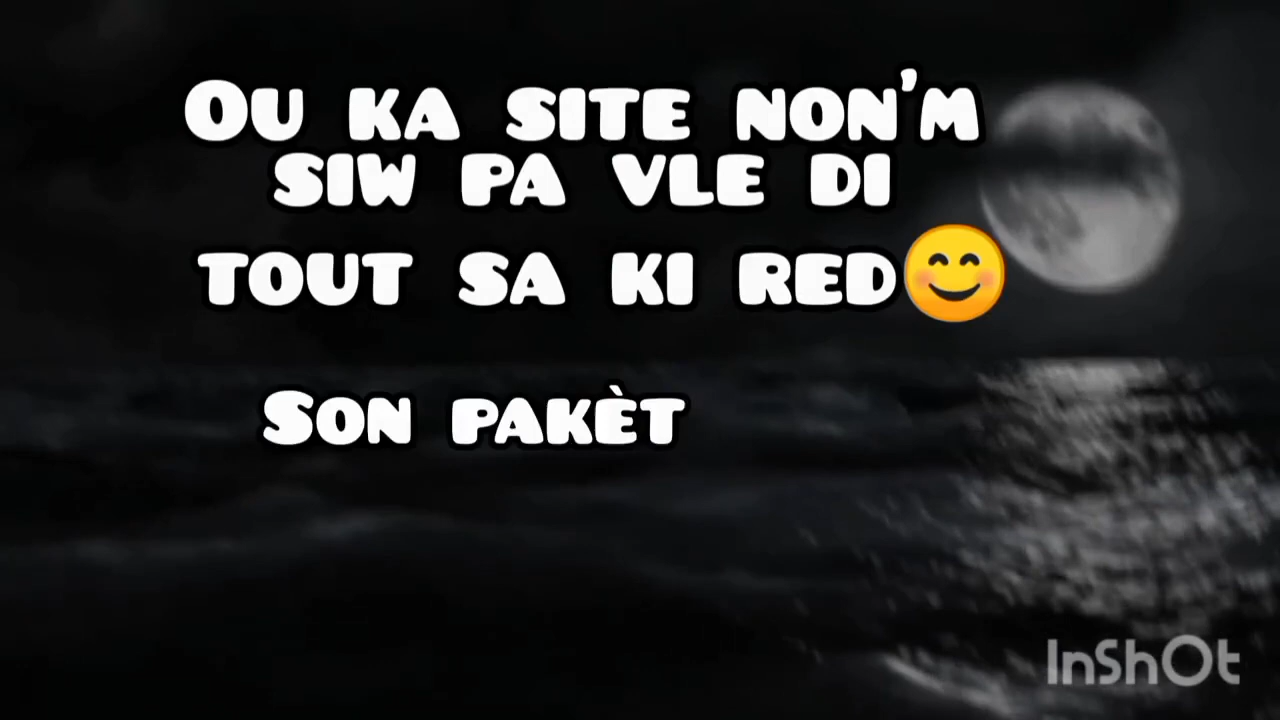 Ou ka site non'm
siw pa vle di
tout sa ki red😊
Son pakèt
InShOt